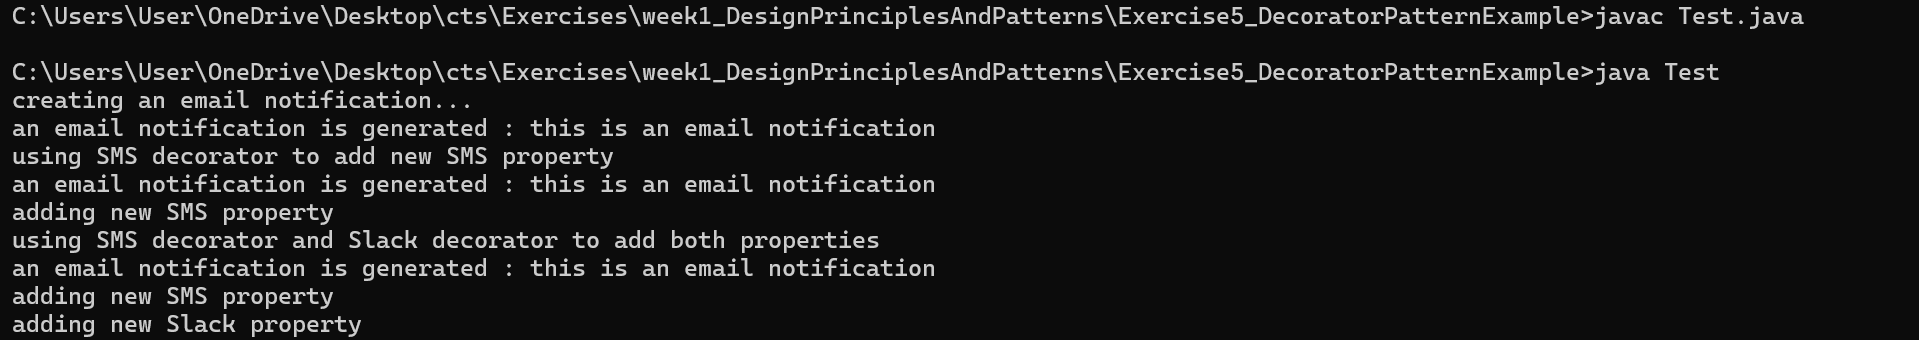 C:\Users\User\OneDrive\Desktop\cts\Exercises\week1_DesignPrinciplesAndPatterns\Exercise5_DecoratorPatternExample>javac Test.java
C:\Users\User\OneDrive\Desktop\cts\Exercises\week1_DesignPrinciplesAndPatterns\Exercise5_DecoratorPatternExample>java Test
creating an email notification...
an email notification is generated : this is an email notification
using SMS decorator to add new SMS property
an email notification is generated : this is an email notification
adding new SMS property
using SMS decorator and Slack decorator to add both properties
an email notification is generated : this is an email notification
adding new SMS property
adding new Slack property